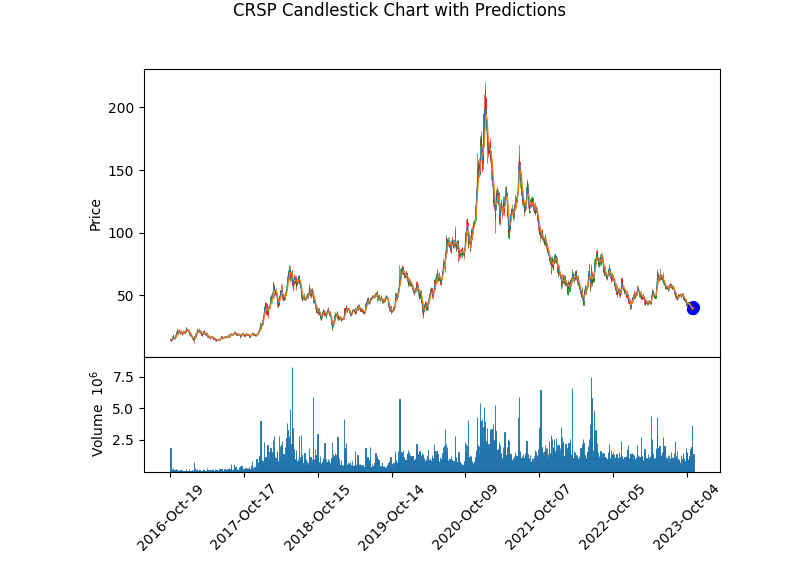 CRSP Candlestick Chart with Predictions
200
150
100
50
Price
7.5
5.0
2.5
Volume 10⁶
2016-Oct-19
2017-Oct-17
2018-Oct-15
2019-Oct-14
2020-Oct-09
2021-Oct-07
2022-Oct-05
2023-Oct-04